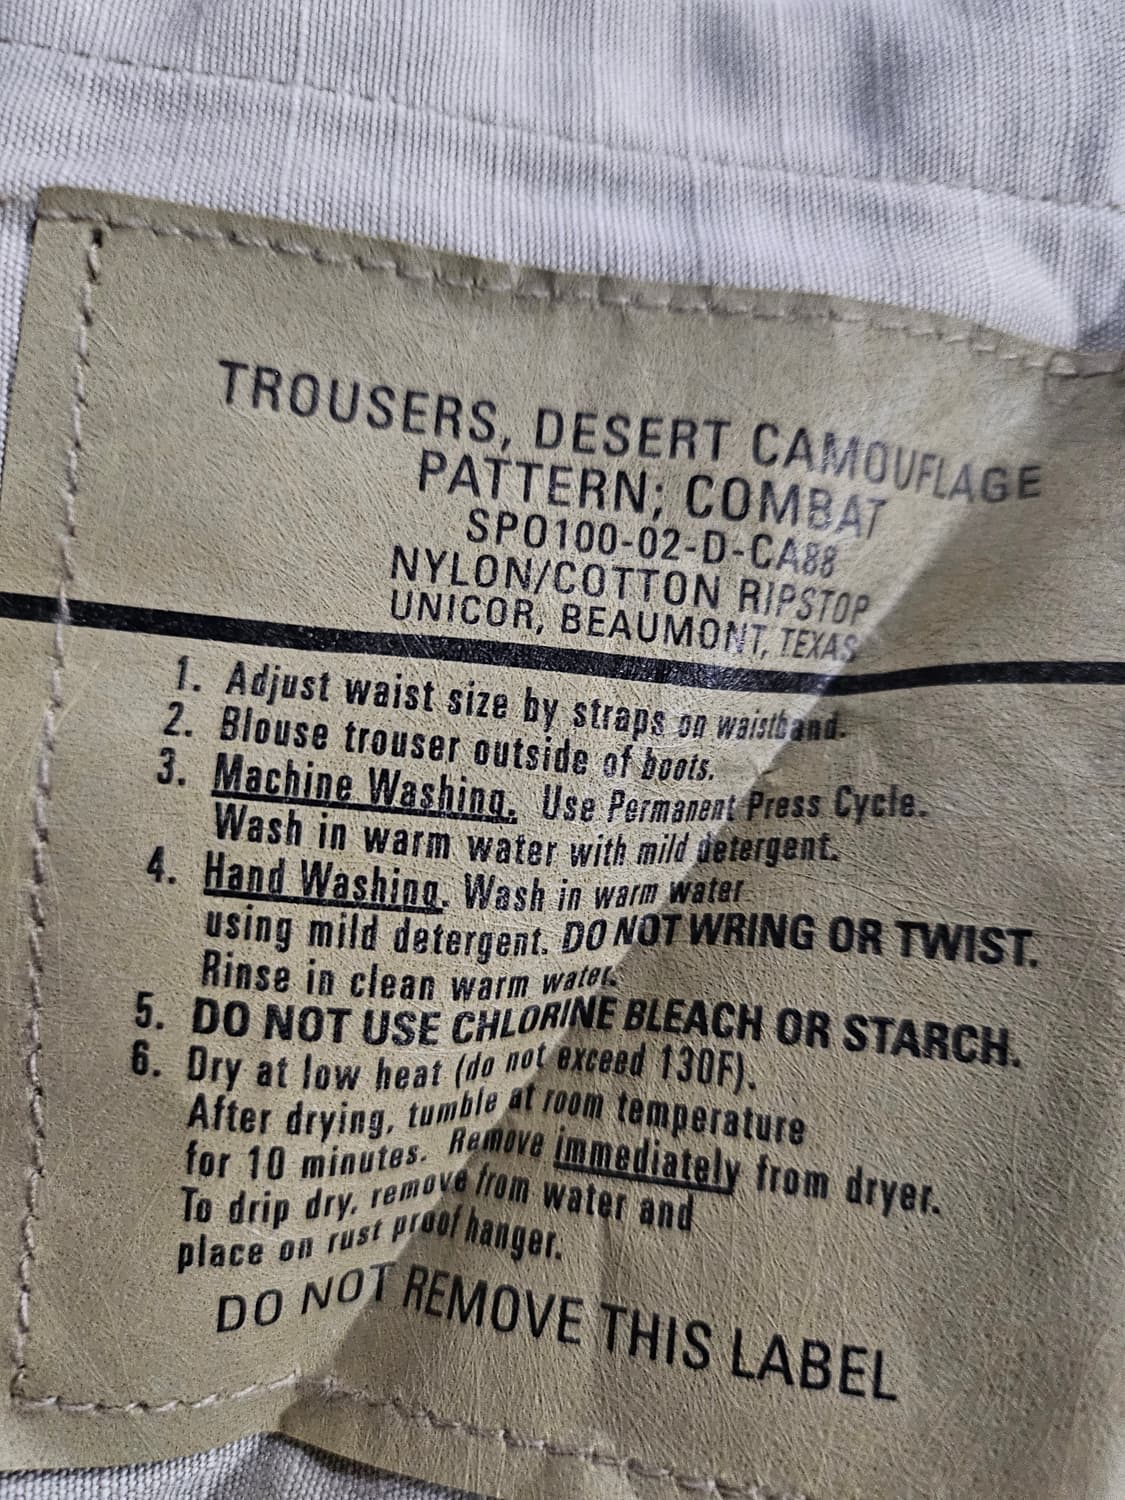 TROUSERS, DESERT CAMOUFLAGE
PATTERN; COMBAT
SPO100-02-D-CA88
NYLON/COTTON RIPSTOP
UNICOR, BEAUMONT, TEXAS
1. Adjust waist size by straps on waistband.
2. Blouse trouser outside of boots.
3. Machine Washing. Use Permanent Press Cycle.
Wash in warm water with mild detergent.
4. Hand Washing. Wash in warm water
using mild detergent. DO NOT WRING OR TWIST.
Rinse in clean warm water.
5. DO NOT USE CHLORINE BLEACH OR STARCH.
6. Dry at low heat (do not exceed 130F).
After drying, tumble at room temperature
for 10 minutes. Remove immediately from dryer.
To drip dry, remove from water and
place on rust proof hanger.
DO NOT REMOVE THIS LABEL